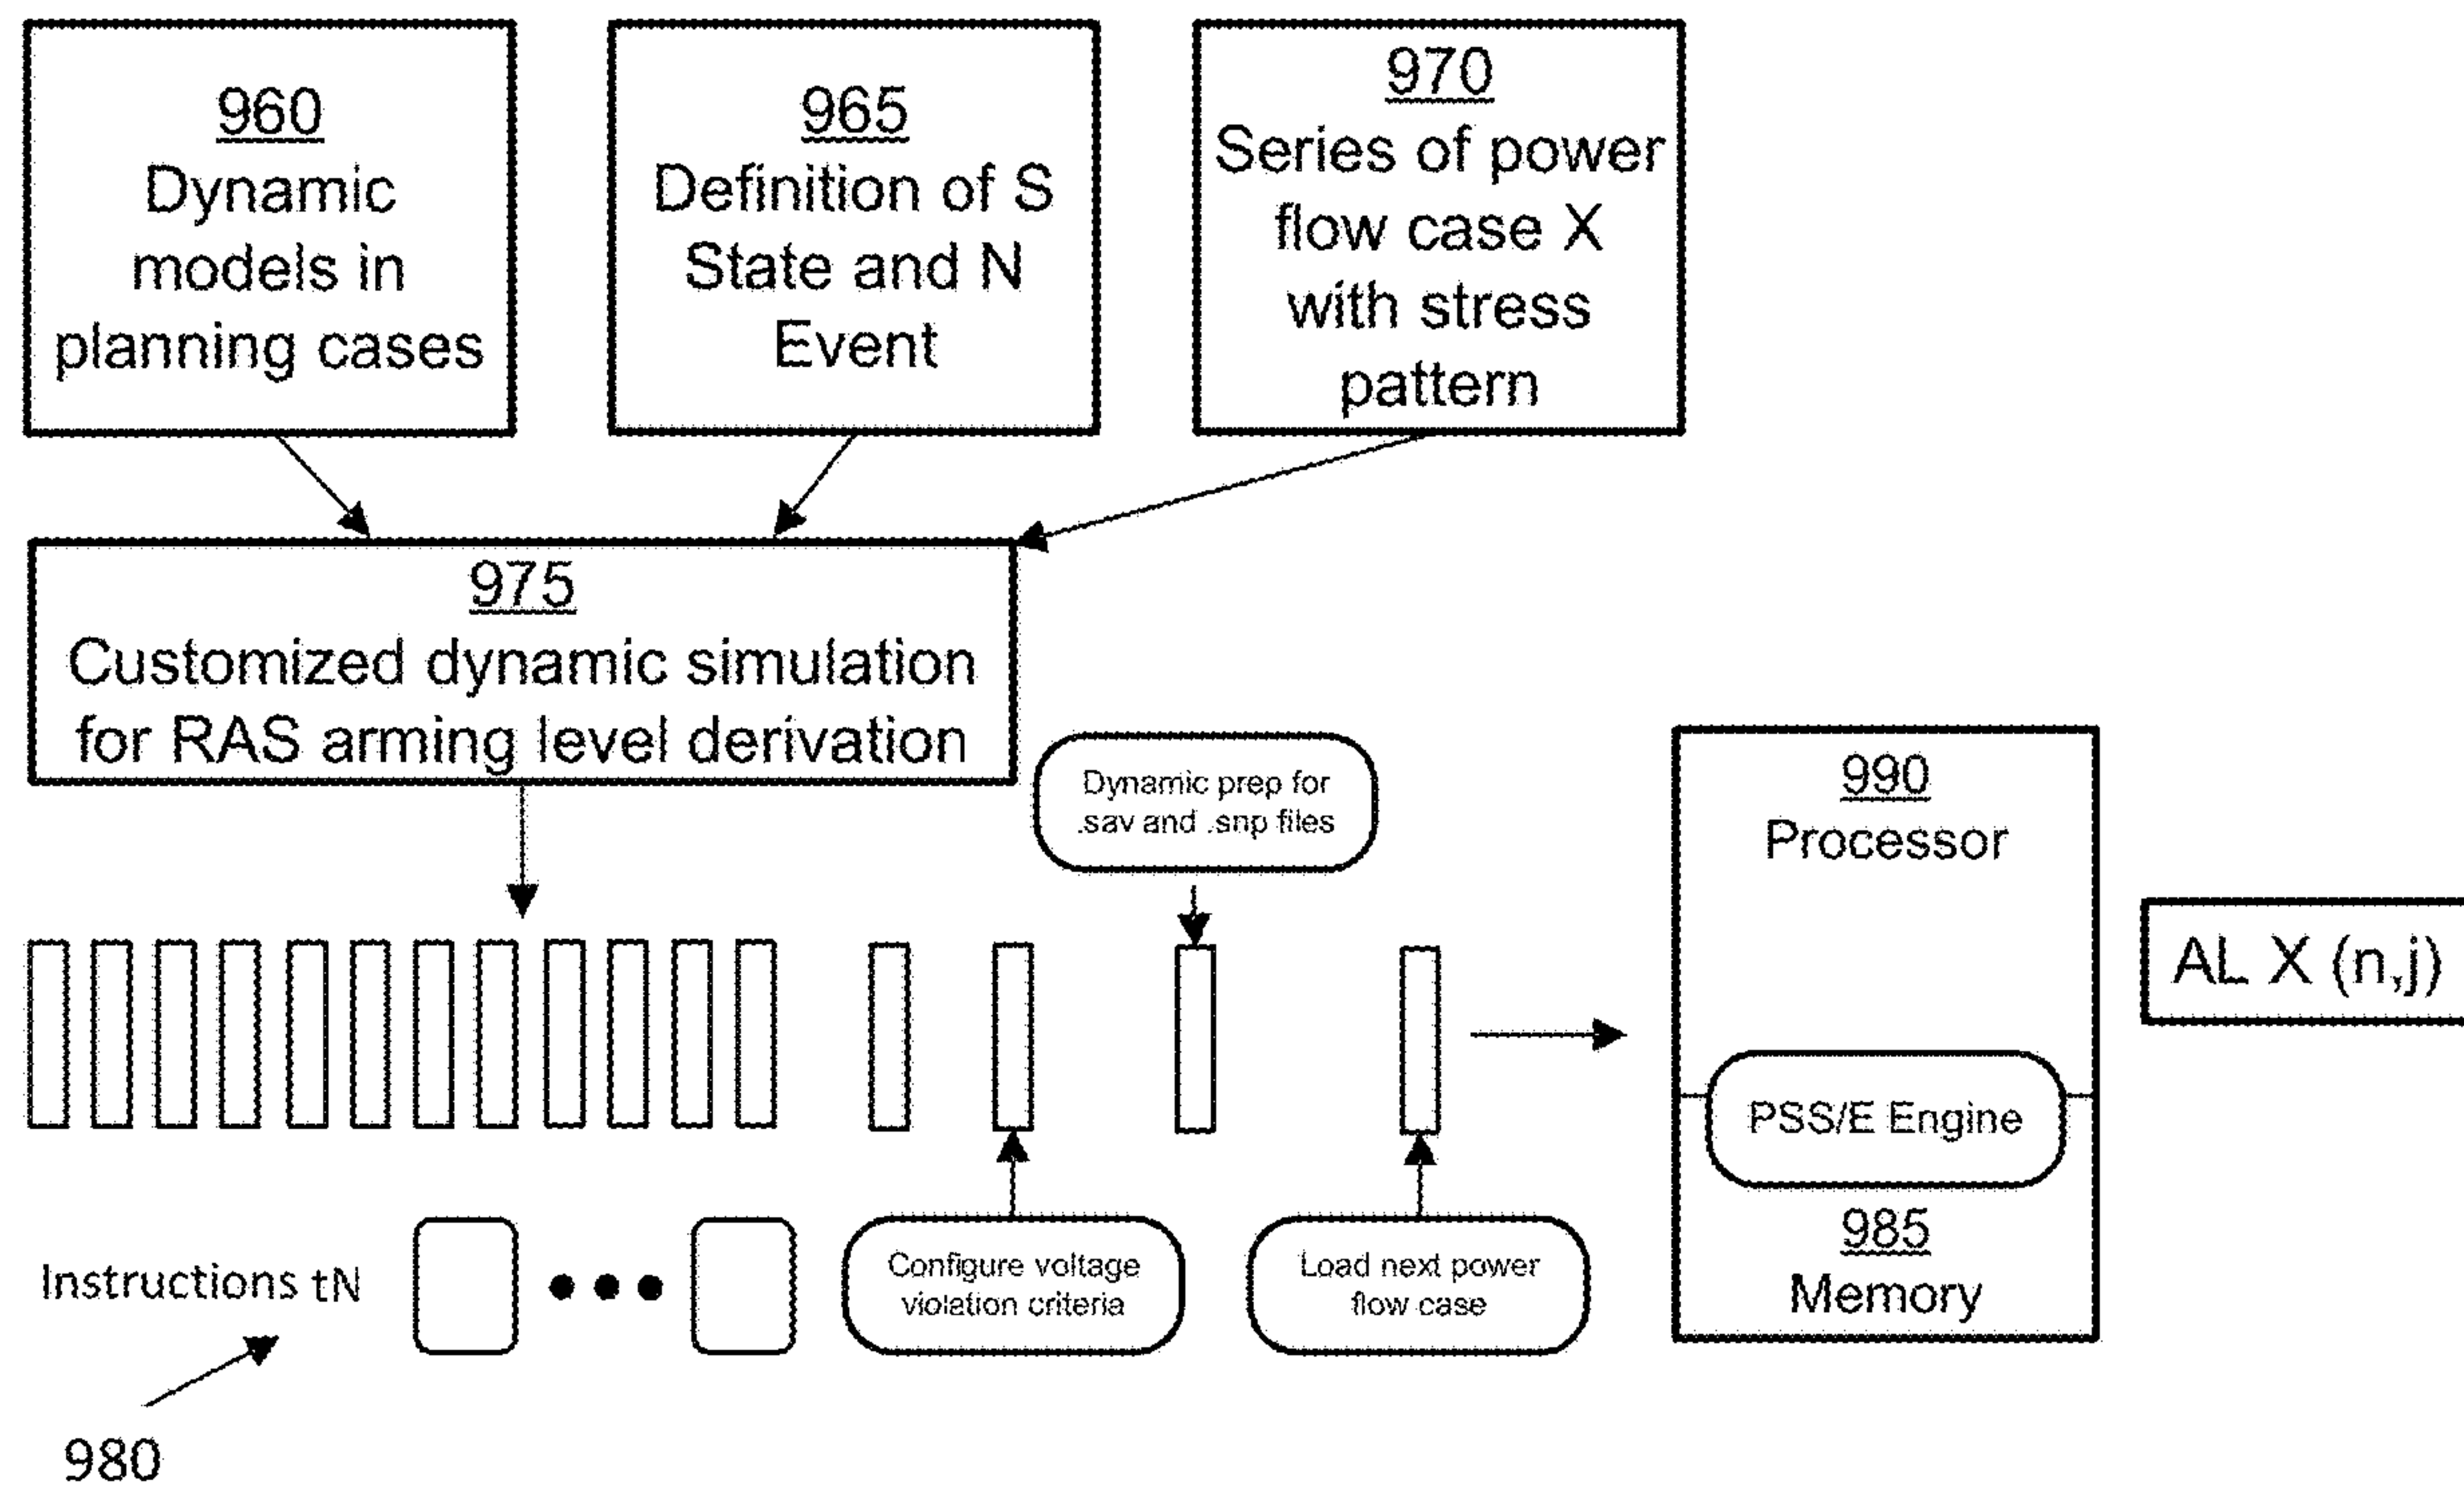 960
Dynamic
models in
planning cases
965
Definition of S
State and N
Event
970
Series of power
flow case X
with stress
pattern
975
Customized dynamic simulation
for RAS arming level derivation
Dynamic prep for
.sav and .snp files
990
Processor
AL X (n,j)
PSS/E Engine
985
Memory
Instructions tN
Configure voltage
violation criteria
Load next power
flow case
980